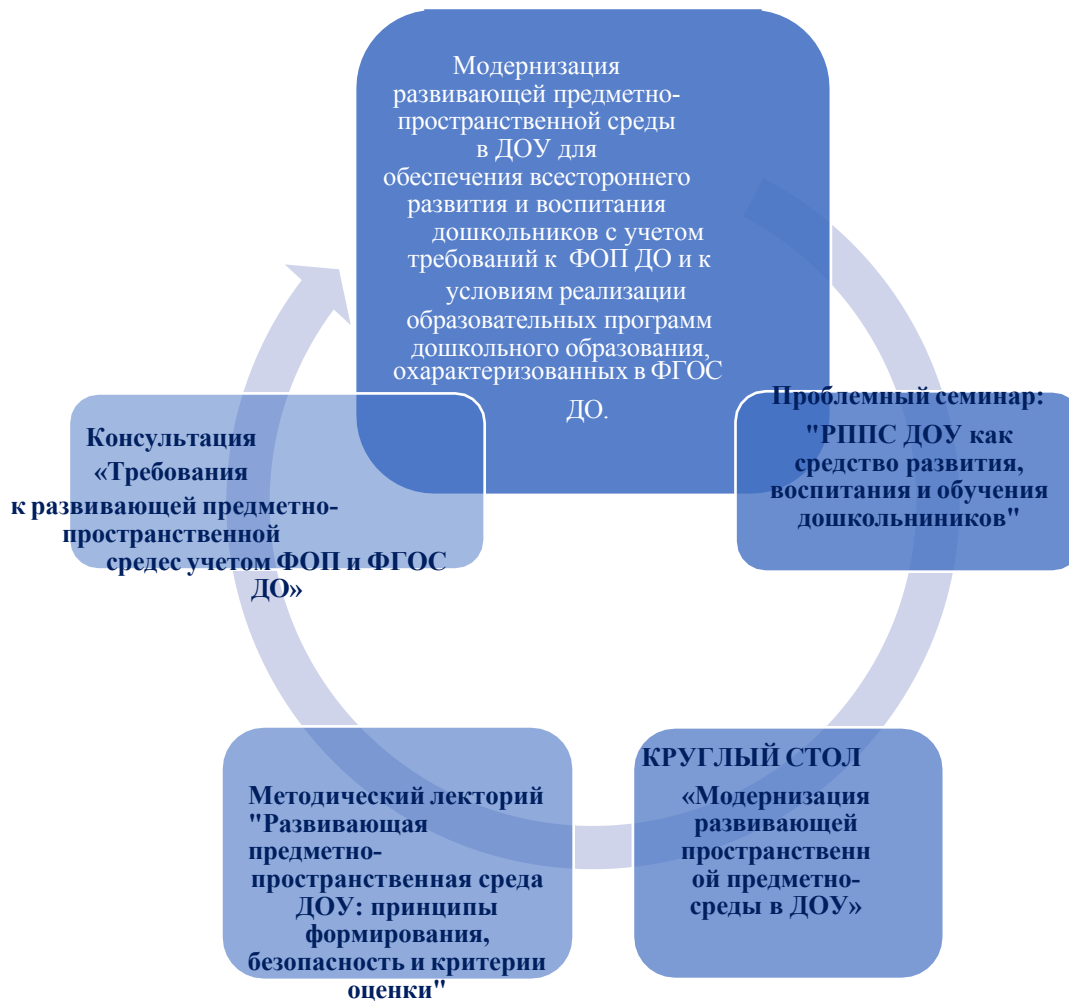 Модернизация
развивающей предметно-
пространственной среды
в ДОУ для
обеспечения всестороннего
развития и воспитания
дошкольников с учетом
требований к ФОП ДО и к
условиям реализации
образовательных программ
дошкольного образования,
охарактеризованных в ФГОС
ДО.
Проблемный семинар:
"РППС ДОУ как
средство развития,
воспитания и обучения
дошкольниников"
КРУГЛЫЙ СТОЛ
«Модернизация
развивающей
пространственн
ой предметно-
среды в ДОУ»
Методический лекторий
"Развивающая
предметно-
пространственная среда
ДОУ: принципы
формирования,
безопасность и критерии
оценки"
Консультация
«Требования
к развивающей предметно-
пространственной
средес учетом ФОП и ФГОС
ДО»